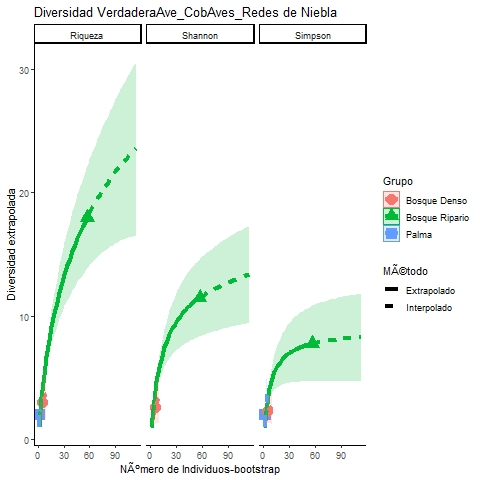 Diversidad VerdaderaAve_CobAves_Redes de Niebla
Riqueza Shannon Simpson
30
20
10
0
Diversidad extrapolada
0 30 60 90 0 30 60 90 0 30 60 90
NÃºmero de Individuos-bootstrap
Grupo
Bosque Denso
Bosque Ripario
Palma
MÃ©todo
Extrapolado
Interpolado